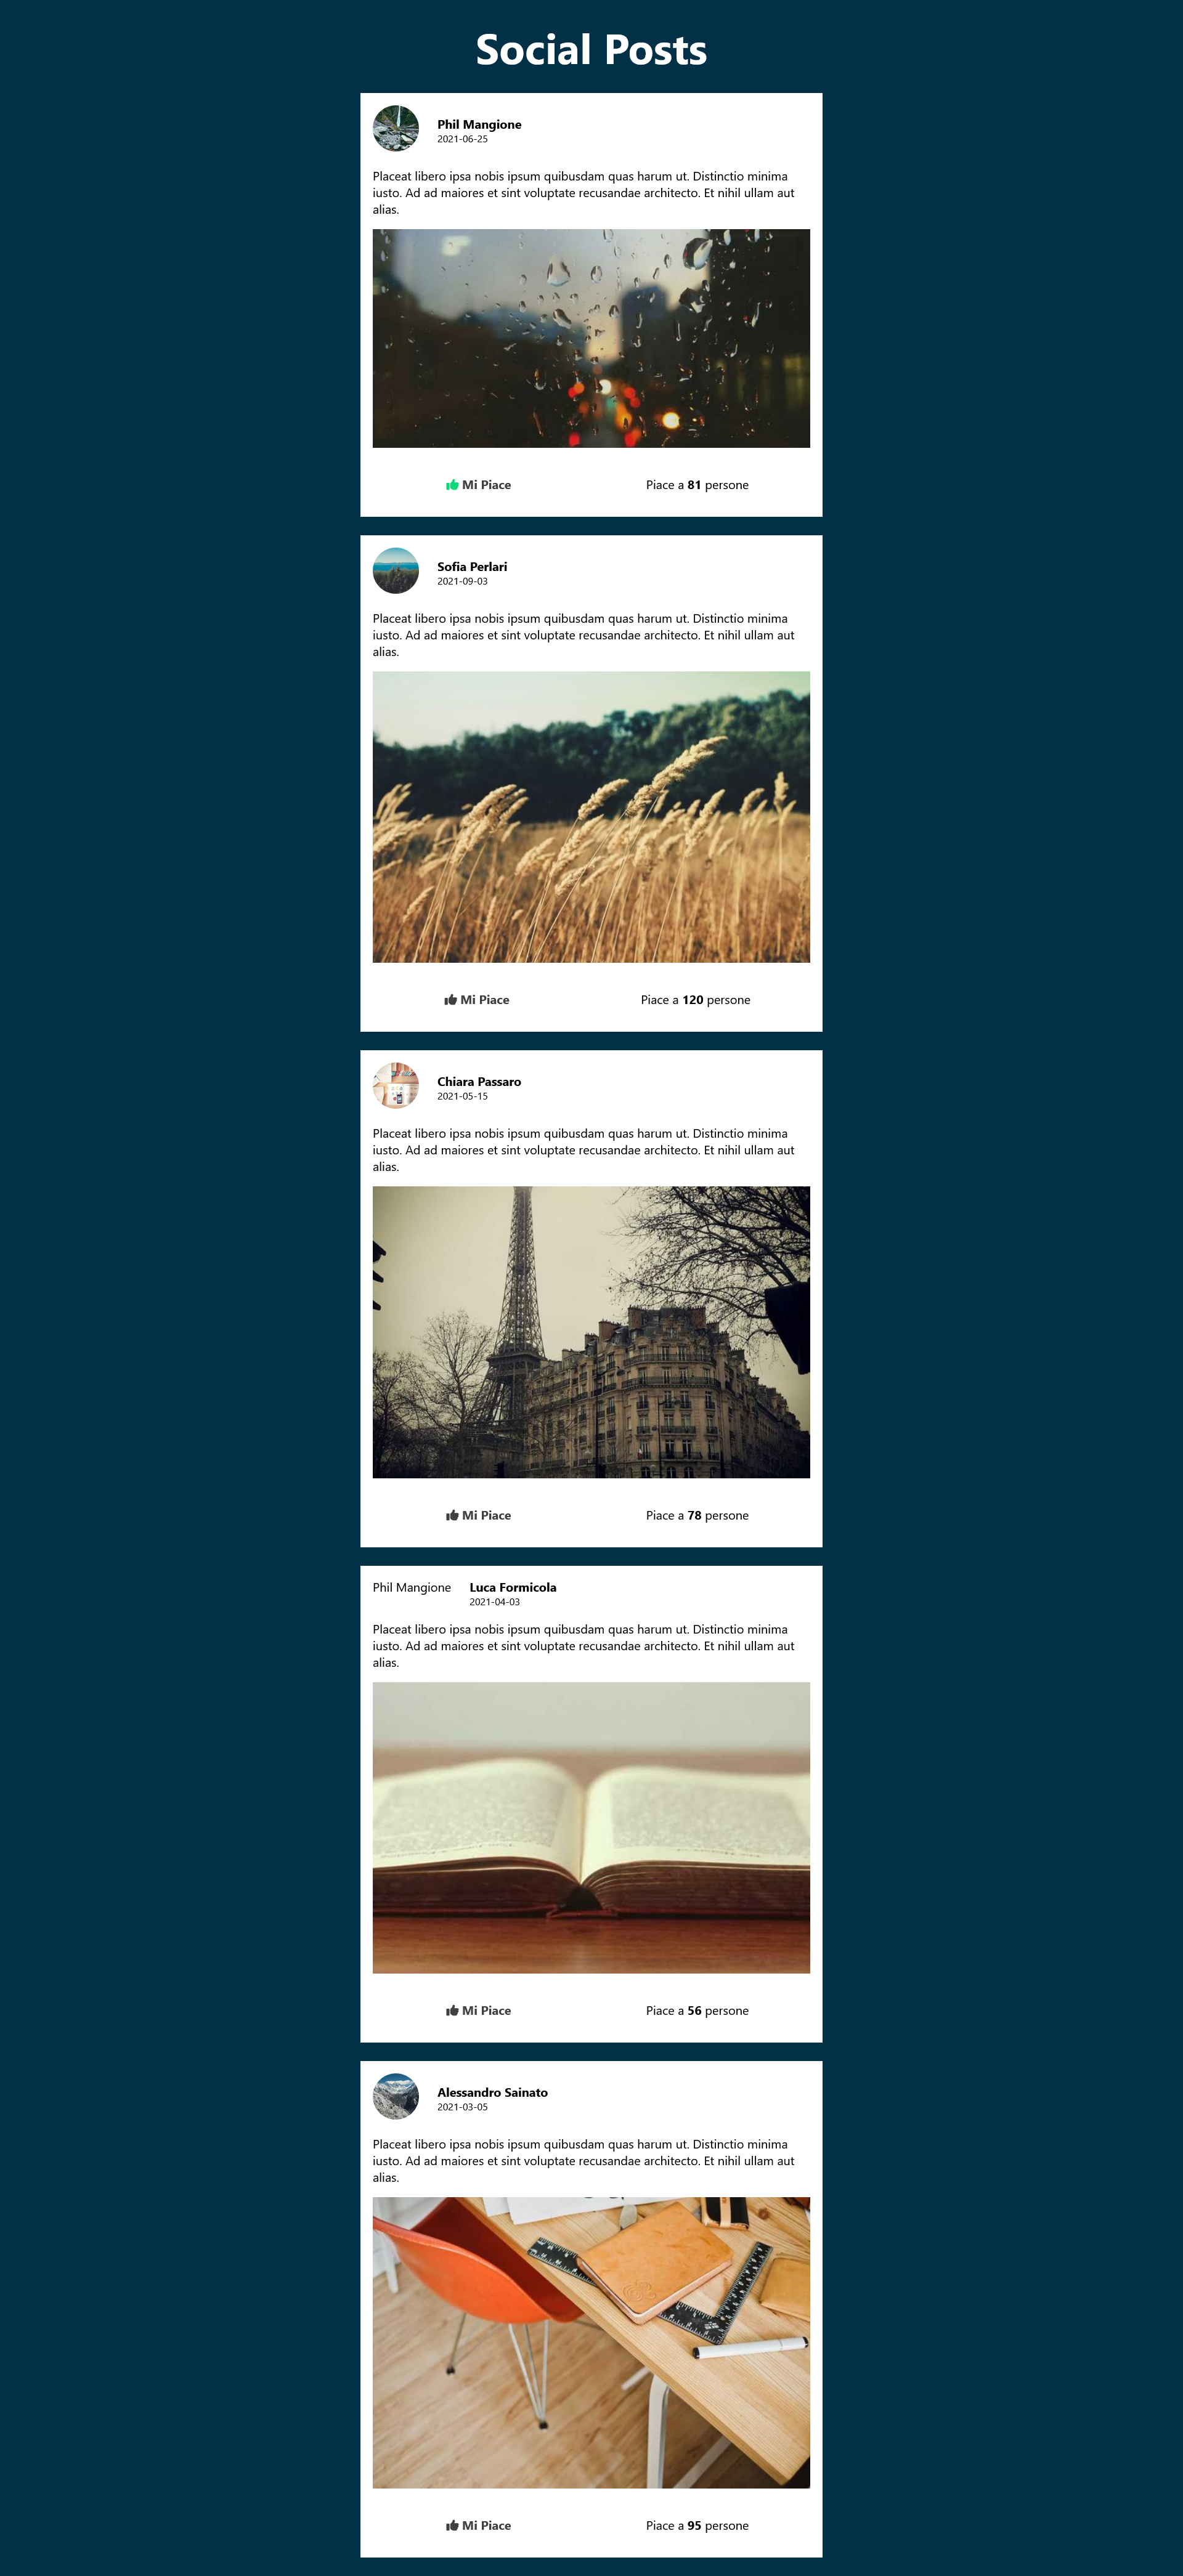 Social Posts
Phil Mangione
2021-06-25
Placeat libero ipsa nobis ipsum quibusdam quas harum ut. Distinctio minima
iusto. Ad ad maiores et sint voluptate recusandae architecto. Et nihil ullam aut
alias.
Mi Piace Piace a 81 persone
Sofia Perlari
2021-09-03
Placeat libero ipsa nobis ipsum quibusdam quas harum ut. Distinctio minima
iusto. Ad ad maiores et sint voluptate recusandae architecto. Et nihil ullam aut
alias.
Mi Piace Piace a 120 persone
Chiara Passaro
2021-05-15
Placeat libero ipsa nobis ipsum quibusdam quas harum ut. Distinctio minima
iusto. Ad ad maiores et sint voluptate recusandae architecto. Et nihil ullam aut
alias.
Mi Piace Piace a 78 persone
Phil Mangione Luca Formicola
2021-04-03
Placeat libero ipsa nobis ipsum quibusdam quas harum ut. Distinctio minima
iusto. Ad ad maiores et sint voluptate recusandae architecto. Et nihil ullam aut
alias.
Mi Piace Piace a 56 persone
Alessandro Sainato
2021-03-05
Placeat libero ipsa nobis ipsum quibusdam quas harum ut. Distinctio minima
iusto. Ad ad maiores et sint voluptate recusandae architecto. Et nihil ullam aut
alias.
Mi Piace Piace a 95 persone